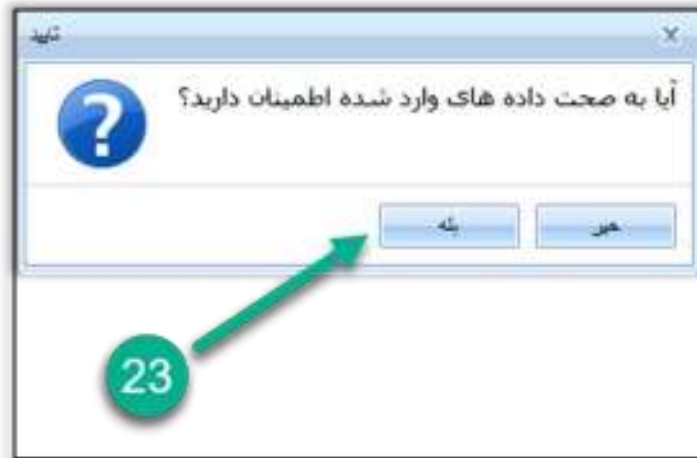 تایید
آیا به صحت داده های وارد شده اطمینان دارید؟
خیر
بله
23